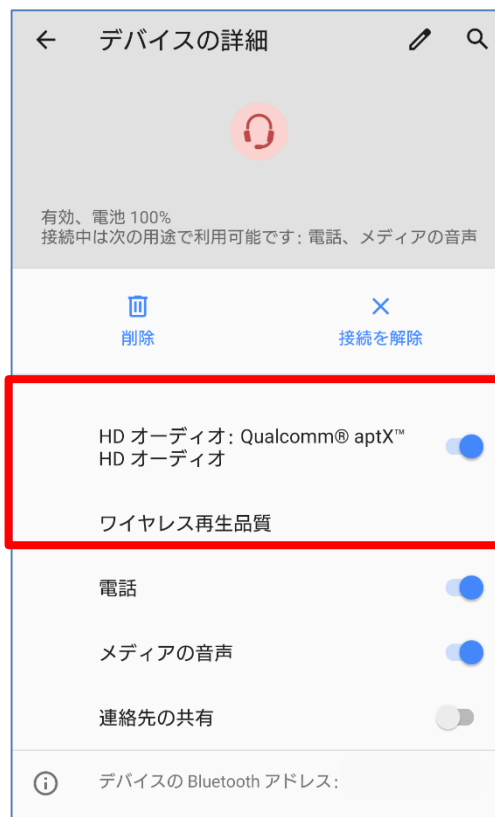 デバイスの詳細
有効、電池 100%
接続中は次の用途で利用可能です: 電話、メディアの音声
削除
接続を解除
HD オーディオ: Qualcomm® aptX™
HD オーディオ
ワイヤレス再生品質
電話
メディアの音声
連絡先の共有
デバイスの Bluetooth アドレス: